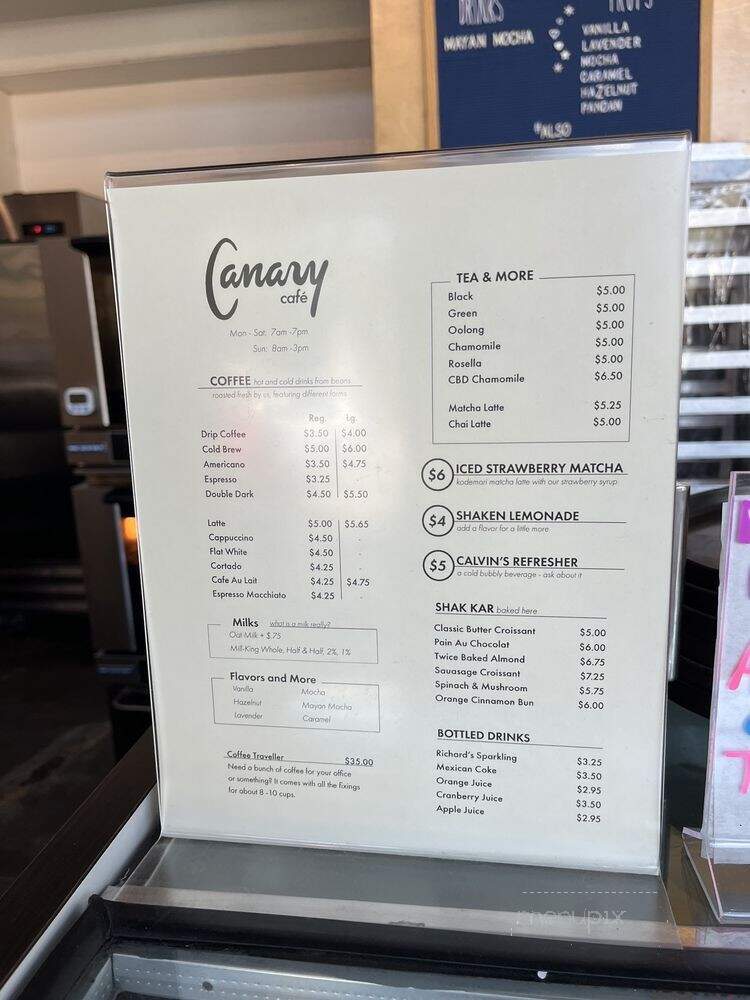 DRINKS
MAYAN MOCHA
VANILLA
LAVENDER
MOCHA
CARAMEL
HAZELNUT
PANDAN
*ALSO
Canary
café
Mon - Sat: 7am -7pm
Sun: 8am -3pm
COFFEE hot and cold drinks from beans
roasted fresh by us, featuring different farms
Reg. Lg.
Drip Coffee $3.50 $4.00
Cold Brew $5.00 $6.00
Americano $3.50 $4.75
Espresso $3.25
Double Dark $4.50 $5.50
Latte $5.00 $5.65
Cappuccino $4.50 -
Flat White $4.50
Cortado $4.25 -
Cafe Au Lait $4.25 $4.75
Espresso Macchiato $4.25 -
Milks what is a milk really?
Oat Milk + $.75
Mill-King Whole, Half & Half, 2%, 1%
Flavors and More
Vanilla Mocha
Hazelnut Mayan Mocha
Lavender Caramel
Coffee Traveller $35.00
Need a bunch of coffee for your office
or something? It comes with all the fixings
for about 8 -10 cups.
TEA & MORE
Black $5.00
Green $5.00
Oolong $5.00
Chamomile $5.00
Rosella $5.00
CBD Chamomile $6.50
Matcha Latte $5.25
Chai Latte $5.00
$6 ICED STRAWBERRY MATCHA
kodemari matcha latte with our strawberry syrup
$4 SHAKEN LEMONADE
add a flavor for a little more
$5 CALVIN'S REFRESHER
a cold bubbly beverage - ask about it
SHAK KAR baked here
Classic Butter Croissant $5.00
Pain Au Chocolat $6.00
Twice Baked Almond $6.75
Sauasage Croissant $7.25
Spinach & Mushroom $5.75
Orange Cinnamon Bun $6.00
BOTTLED DRINKS
Richard's Sparkling $3.25
Mexican Coke $3.50
Orange Juice $2.95
Cranberry Juice $3.50
Apple Juice $2.95